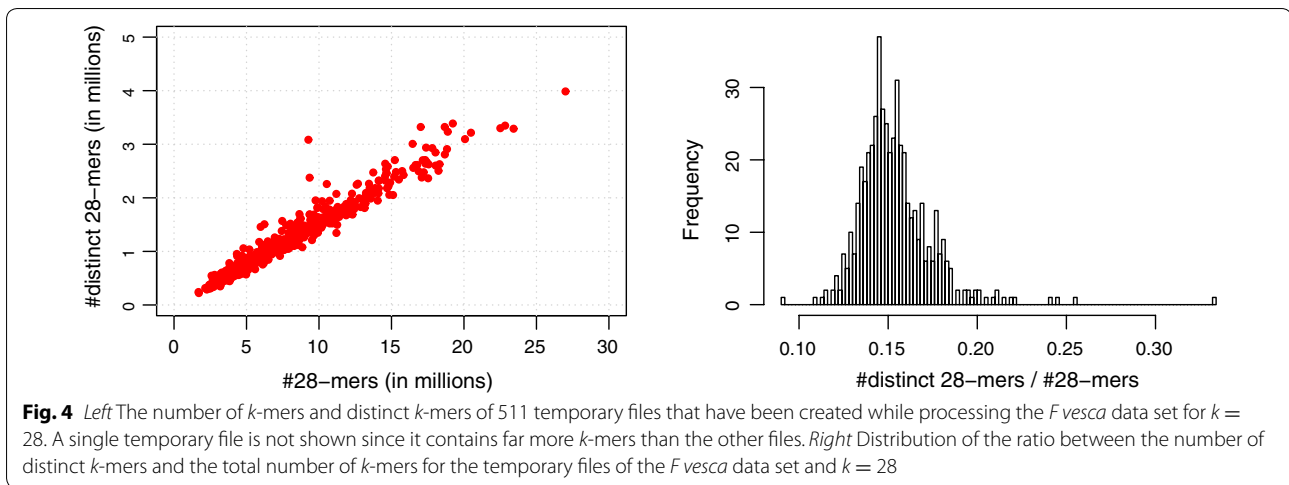 #distinct 28−mers (in millions)
5
4
3
2
1
0
0 5 10 15 20 25 30
#28−mers (in millions)
Frequency
30
20
10
0
0.10 0.15 0.20 0.25 0.30
#distinct 28−mers / #28−mers
Fig. 4 Left The number of k-mers and distinct k-mers of 511 temporary files that have been created while processing the F vesca data set for k =
28. A single temporary file is not shown since it contains far more k-mers than the other files. Right Distribution of the ratio between the number of
distinct k-mers and the total number of k-mers for the temporary files of the F vesca data set and k = 28